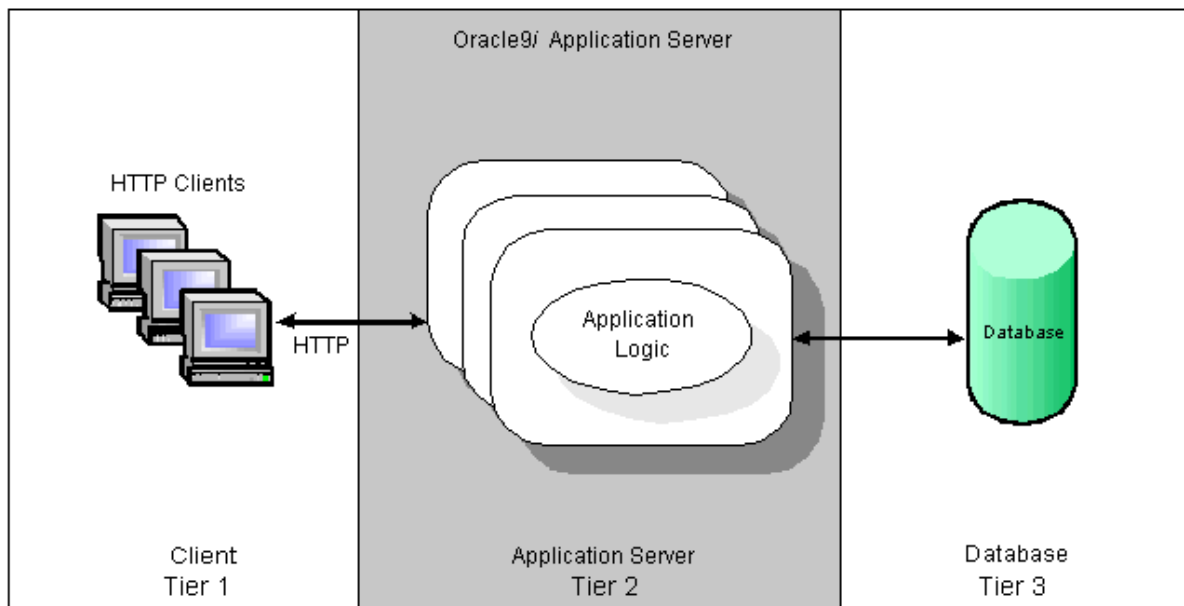 Oracle9i Application Server
HTTP Clients
HTTP
Application
Logic
Database
Client
Tier 1
Application Server
Tier 2
Database
Tier 3